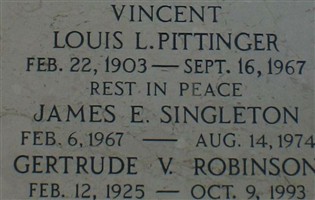 VINCENT
LOUIS L. PITTINGER
FEB. 22, 1903 — SEPT. 16, 1967
REST IN PEACE
JAMES E. SINGLETON
FEB. 6, 1967 — AUG. 14, 1974
GERTRUDE V. ROBINSON
FEB. 12, 1925 — OCT. 9, 1993